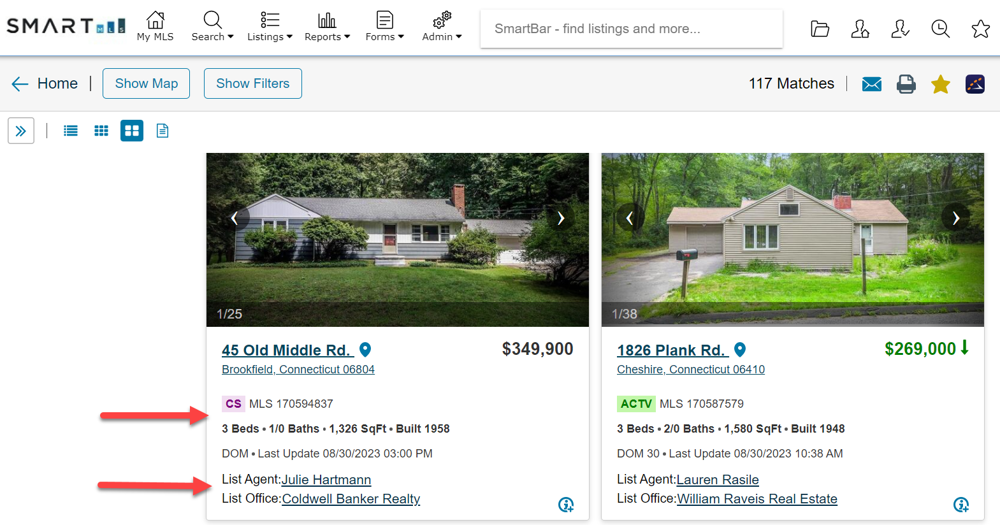 SMART MLS
My MLS
Search
Listings
Reports
Forms
Admin
SmartBar - find listings and more...
Home
Show Map
Show Filters
117 Matches
1/25
45 Old Middle Rd.
$349,900
Brookfield, Connecticut 06804
CS MLS 170594837
3 Beds • 1/0 Baths • 1,326 SqFt • Built 1958
DOM • Last Update 08/30/2023 03:00 PM
List Agent:Julie Hartmann
List Office:Coldwell Banker Realty
1/38
1826 Plank Rd.
$269,000
Cheshire, Connecticut 06410
ACTV MLS 170587579
3 Beds • 2/0 Baths • 1,580 SqFt • Built 1948
DOM 30 • Last Update 08/30/2023 10:38 AM
List Agent:Lauren Rasile
List Office:William Raveis Real Estate